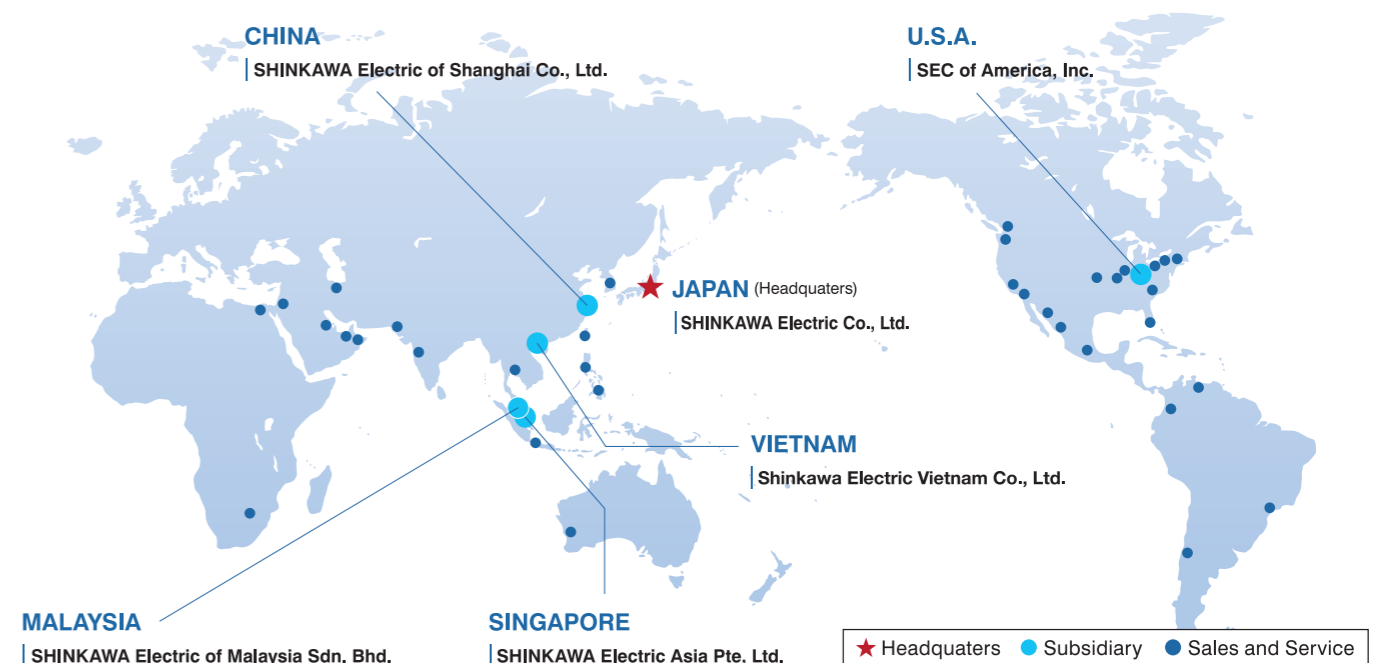 CHINA
SHINKAWA Electric of Shanghai Co., Ltd.
U.S.A.
SEC of America, Inc.
JAPAN (Headquaters)
SHINKAWA Electric Co., Ltd.
VIETNAM
Shinkawa Electric Vietnam Co., Ltd.
MALAYSIA
SHINKAWA Electric of Malaysia Sdn. Bhd.
SINGAPORE
SHINKAWA Electric Asia Pte. Ltd.
Headquaters Subsidiary Sales and Service